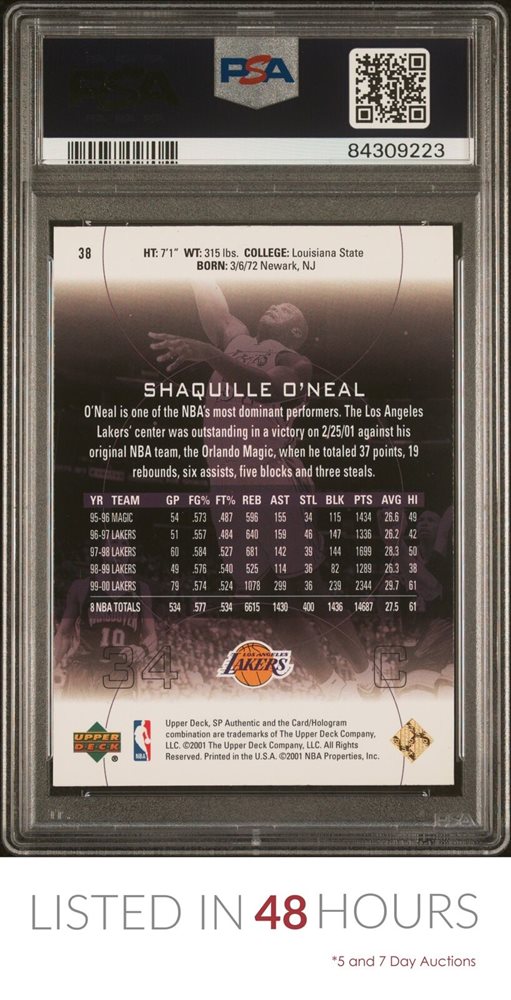 PSA
84309223
38
HT: 7'1" WT: 315 lbs. COLLEGE: Louisiana State
BORN: 3/6/72 Newark, NJ
SHAQUILLE O'NEAL
O'Neal is one of the NBA's most dominant performers. The Los Angeles
Lakers' center was outstanding in a victory on 2/25/01 against his
original NBA team, the Orlando Magic, when he totaled 37 points, 19
rebounds, six assists, five blocks and three steals.
YR TEAM GP FG% FT% REB AST STL BLK PTS AVG HI
95-96 MAGIC 54 .573 .487 596 155 34 115 1434 26.6 49
96-97 LAKERS 51 .557 .484 640 159 46 147 1336 26.2 42
97-98 LAKERS 60 .584 .527 681 142 39 144 1699 28.3 50
98-99 LAKERS 49 .576 .540 525 114 36 82 1289 26.3 38
99-00 LAKERS 79 .574 .524 1078 299 36 239 2344 29.7 61
8 NBA TOTALS 534 .577 .534 6615 1430 400 1436 14687 27.5 61
10
34
LOS ANGELES
LAKERS
C
UPPER
DECK
®
NBA
Upper Deck, SP Authentic and the Card/Hologram
combination are trademarks of The Upper Deck Company,
LLC. ©2001 The Upper Deck Company, LLC. All Rights
Reserved. Printed in the U.S.A. ©2001 NBA Properties, Inc.
PSA
LISTED IN 48 HOURS
*5 and 7 Day Auctions